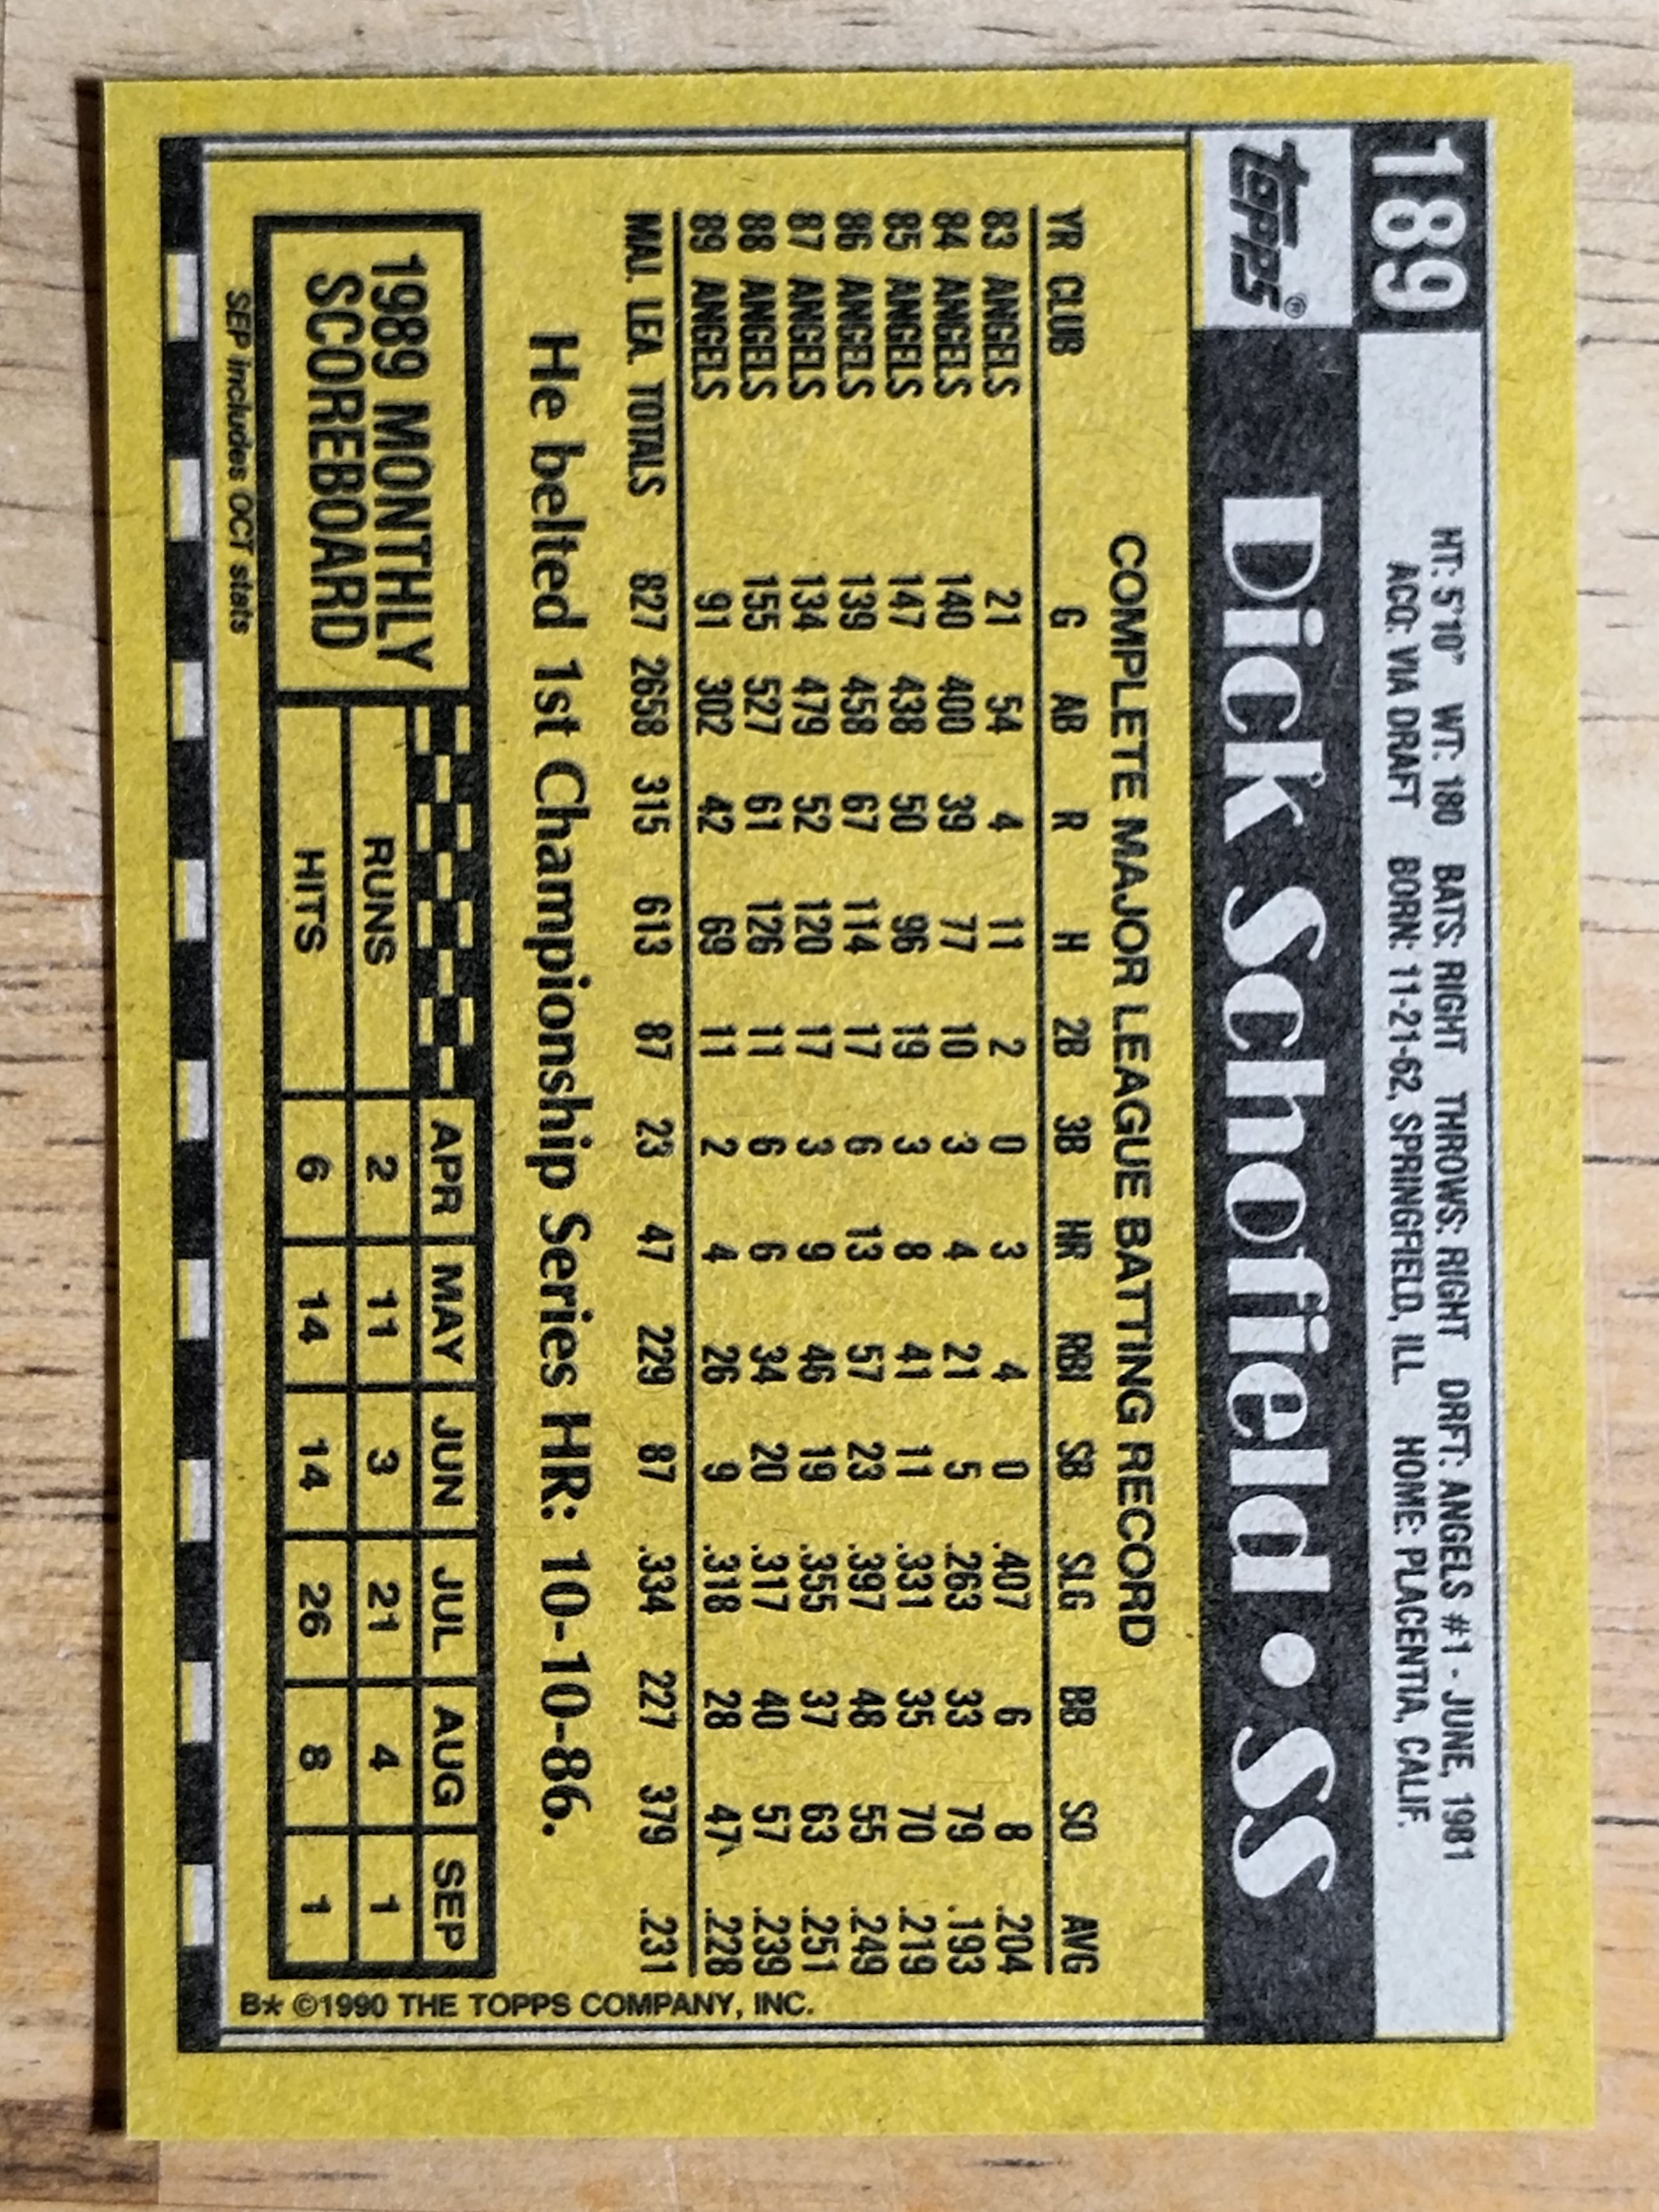 189
HT: 5'10" WT: 180 BATS: RIGHT THROWS: RIGHT DRFT: ANGELS #1 - JUNE, 1981
ACQ: VIA DRAFT BORN: 11-21-62, SPRINGFIELD, ILL. HOME: PLACENTIA, CALIF.
TOPPS®
Dick Schofield • SS
COMPLETE MAJOR LEAGUE BATTING RECORD
YR CLUB G AB R H 2B 3B HR RBI SB SLG BB SO AVG
83 ANGELS 21 54 4 11 2 0 3 4 0 .407 6 8 .204
84 ANGELS 140 400 39 77 10 3 4 21 5 .263 33 79 .193
85 ANGELS 147 438 50 96 19 3 8 41 11 .331 35 70 .219
86 ANGELS 139 458 67 114 17 6 13 57 23 .397 48 55 .249
87 ANGELS 134 479 52 120 17 3 9 46 19 .355 37 63 .251
88 ANGELS 155 527 61 126 11 6 6 34 20 .317 40 57 .239
89 ANGELS 91 302 42 69 11 2 4 26 9 .318 28 47 .228
MAJ. LEA. TOTALS 827 2658 315 613 87 23 47 229 87 .334 227 379 .231
He belted 1st Championship Series HR: 10-10-86.
1989 MONTHLY
SCOREBOARD
APR MAY JUN JUL AUG SEP
RUNS 2 11 3 21 4 1
HITS 6 14 14 26 8 1
SEP includes OCT stats
B* ©1990 THE TOPPS COMPANY, INC.